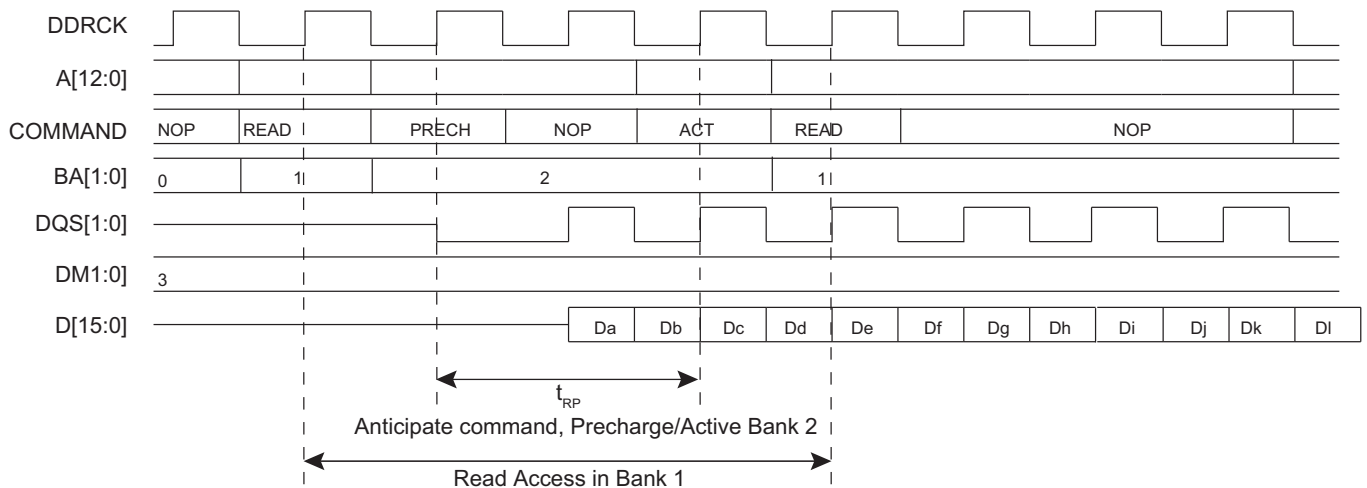 DDRCK
A[12:0]
COMMAND NOP READ PRECH NOP ACT READ NOP
BA[1:0] 0 1 2 1
DQS[1:0]
DM1:0] 3
D[15:0] Da Db Dc Dd De Df Dg Dh Di Dj Dk Dl
tRP
Anticipate command, Precharge/Active Bank 2
Read Access in Bank 1